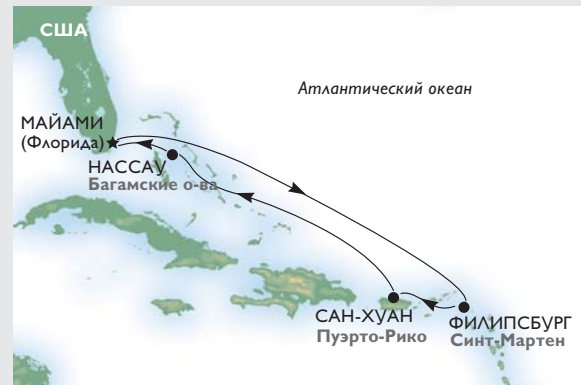 США
Атлантический океан
МАЙАМИ
(Флорида)
НАССАУ
Багамские о-ва
САН-ХУАН
Пуэрто-Рико
ФИЛИПСБУРГ
Синт-Мартен